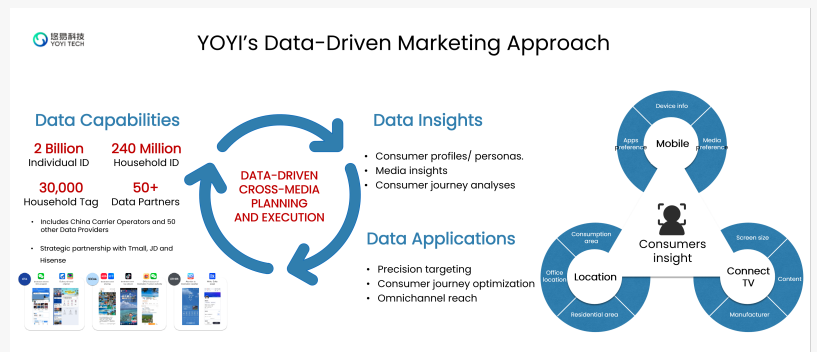 悠易科技
YOYI TECH
YOYI's Data-Driven Marketing Approach
Data Capabilities
2 Billion
Individual ID
240 Million
Household ID
30,000
Household Tag
50+
Data Partners
• Includes China Carrier Operators and 50
other Data Providers
• Strategic partnership with Tmall, JD and
Hisense
DATA-DRIVEN
CROSS-MEDIA
PLANNING
AND EXECUTION
Data Insights
• Consumer profiles/ personas.
• Media insights
• Consumer journey analyses
Data Applications
• Precision targeting
• Consumer journey optimization
• Omnichannel reach
Device info
Apps
Preference
Media
Preference
Mobile
Consumers
insight
Consumption
area
Office
location
Location
Residential area
Screen size
Connect
TV
Content
Manufacturer